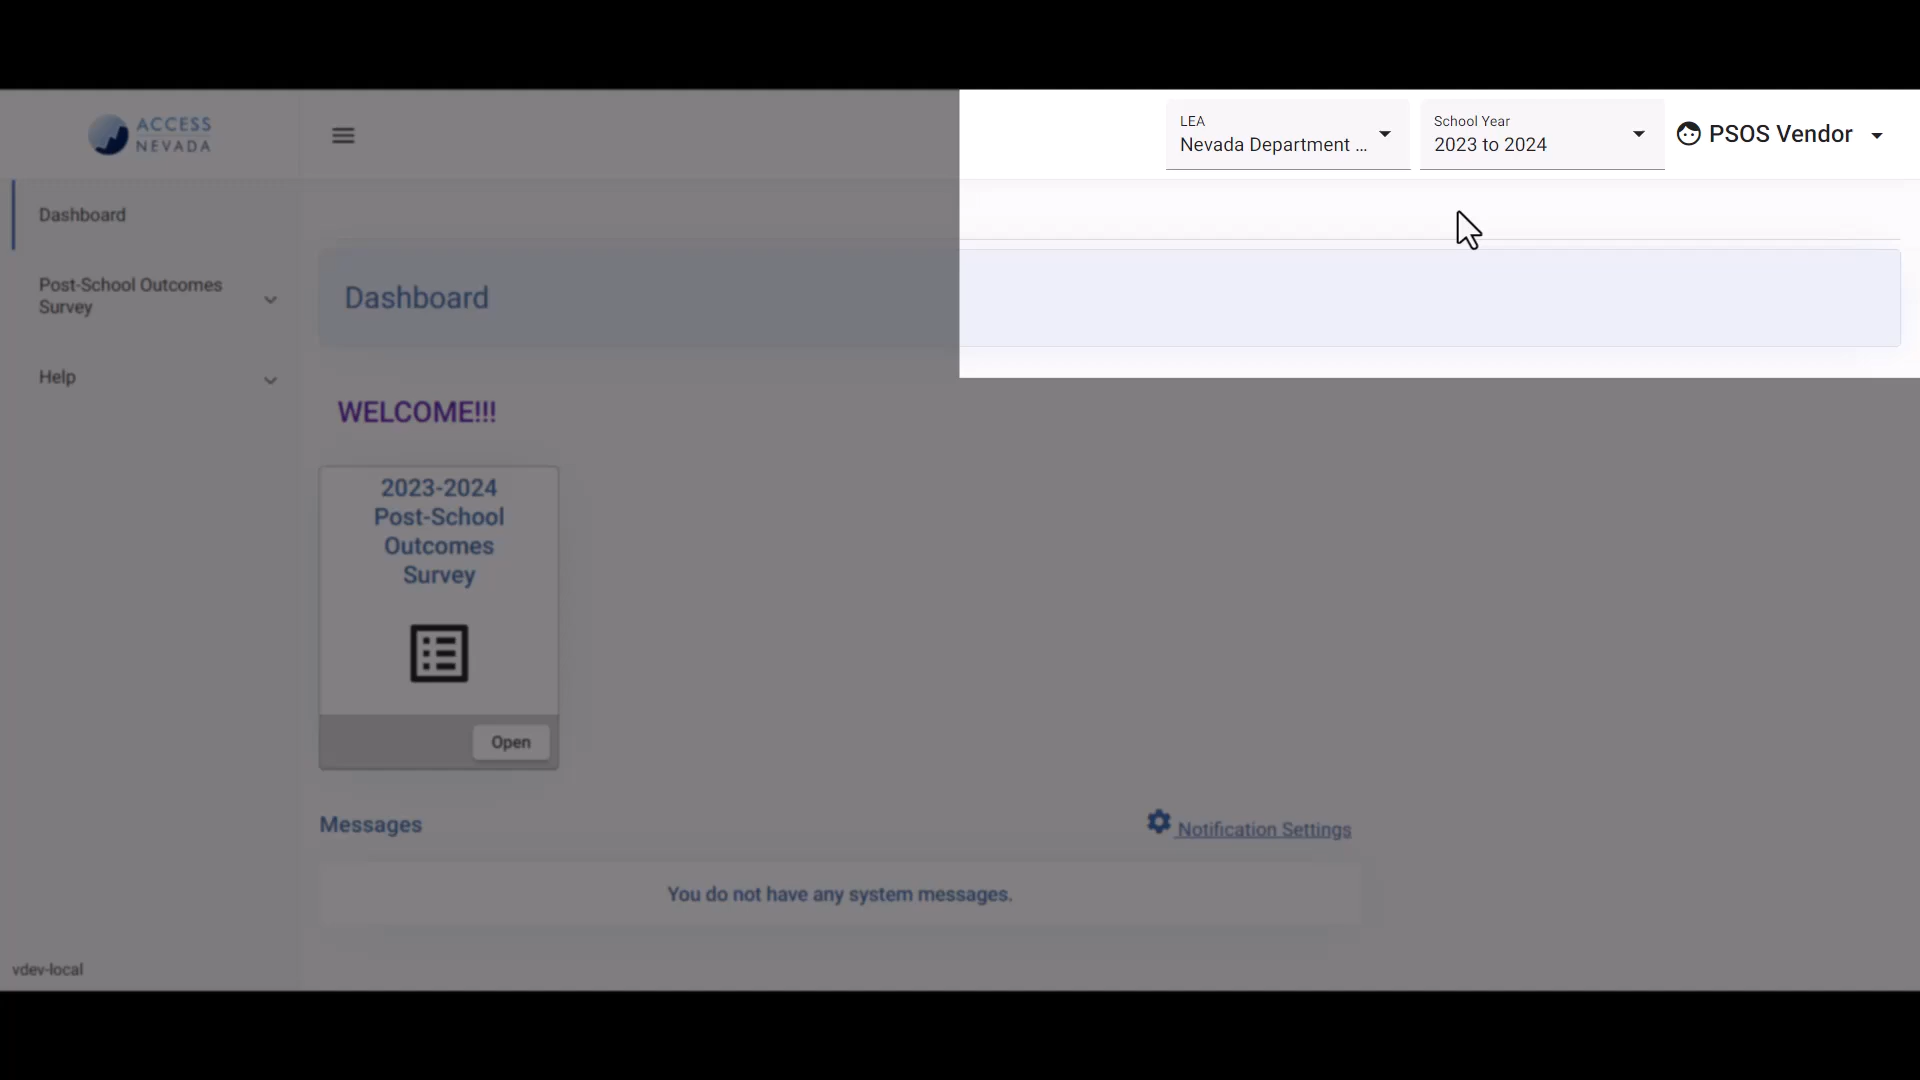 ACCESS
NEVADA
LEA
Nevada Department ...
School Year
2023 to 2024
PSOS Vendor
Dashboard
Post-School Outcomes
Survey
Help
Dashboard
WELCOME!!!
2023-2024
Post-School
Outcomes
Survey
Open
Messages
Notification Settings
You do not have any system messages.
vdev-local